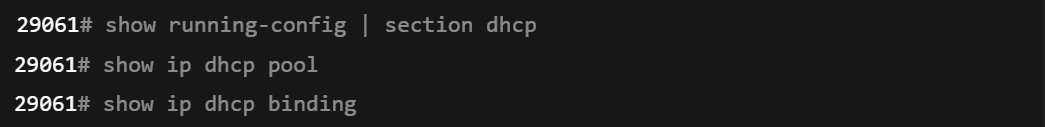 29061# show running-config | section dhcp
29061# show ip dhcp pool
29061# show ip dhcp binding